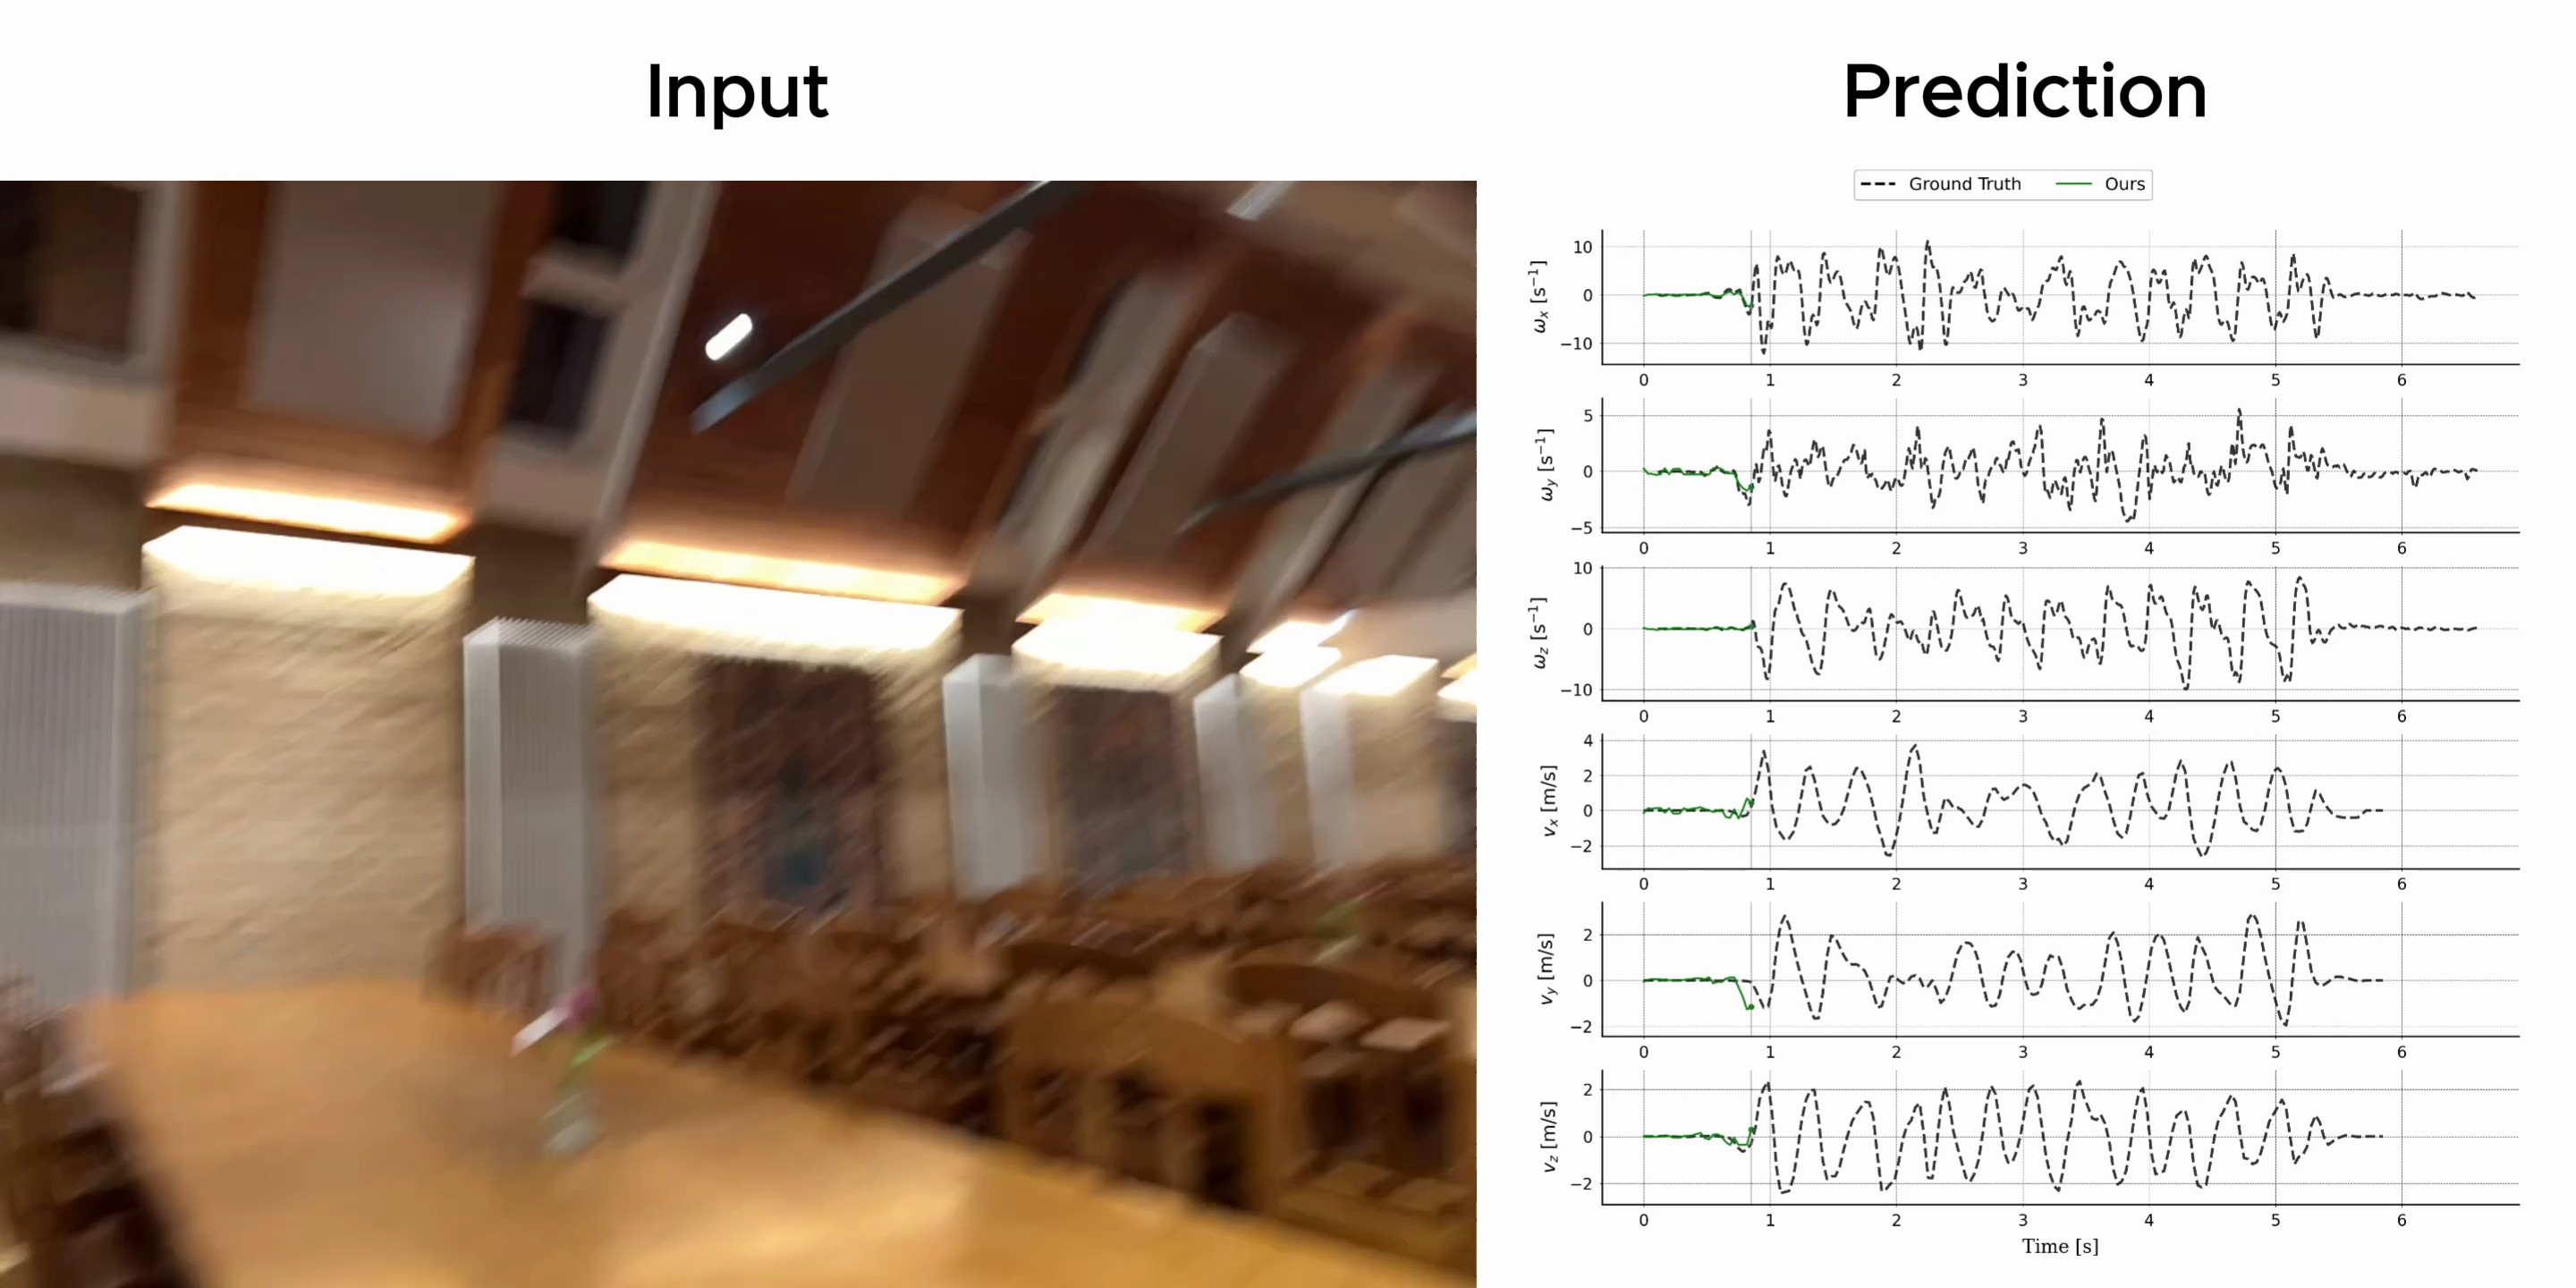 Input
Prediction
Ground Truth Ours
ωx [s⁻¹]
10
0
−10
0 1 2 3 4 5 6
ωy [s⁻¹]
5
0
−5
0 1 2 3 4 5 6
ωz [s⁻¹]
10
0
−10
0 1 2 3 4 5 6
vx [m/s]
4
2
0
−2
0 1 2 3 4 5 6
vy [m/s]
2
0
−2
0 1 2 3 4 5 6
vz [m/s]
2
0
−2
0 1 2 3 4 5 6
Time [s]